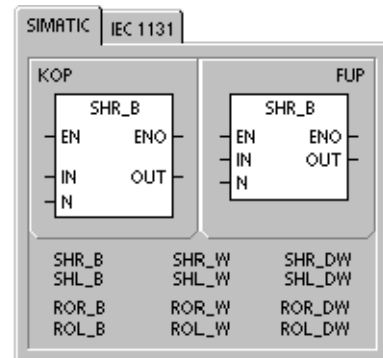 SIMATIC IEC 1131
KOP FUP
SHR_B SHR_B
EN ENO EN ENO
IN OUT IN OUT
N N
SHR_B SHR_W SHR_DW
SHL_B SHL_W SHL_DW
ROR_B ROR_W ROR_DW
ROL_B ROL_W ROL_DW